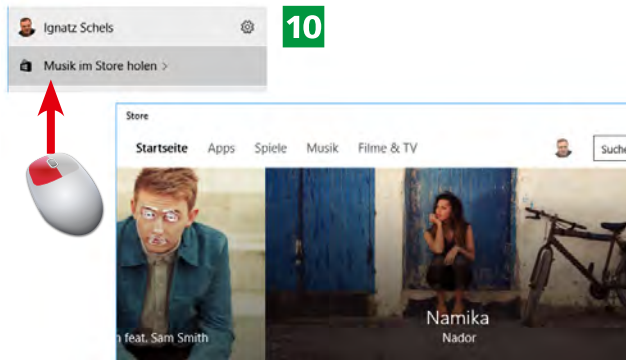 Ignatz Schels
10
Musik im Store holen >
Store
Startseite Apps Spiele Musik Filme & TV
Suche
Namika
Nador
feat. Sam Smith